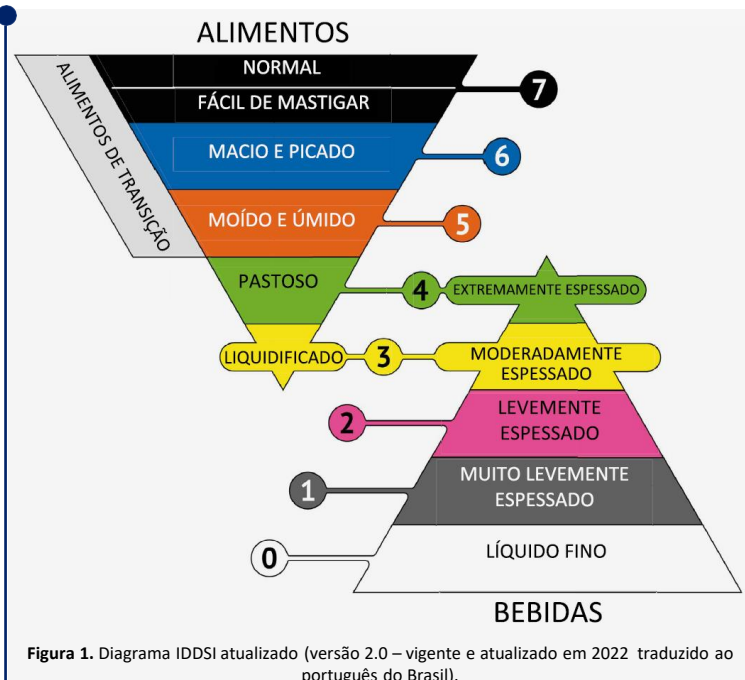 ALIMENTOS
NORMAL
7
FÁCIL DE MASTIGAR
ALIMENTOS DE TRANSIÇÃO
MACIO E PICADO
6
MOÍDO E ÚMIDO
5
PASTOSO
4
EXTREMAMENTE ESPESSADO
LIQUIDIFICADO
3
MODERADAMENTE
ESPESSADO
2
LEVEMENTE
ESPESSADO
1
MUITO LEVEMENTE
ESPESSADO
0
LÍQUIDO FINO
BEBIDAS
Figura 1. Diagrama IDDSI atualizado (versão 2.0 – vigente e atualizado em 2022 traduzido ao
português do Brasil).